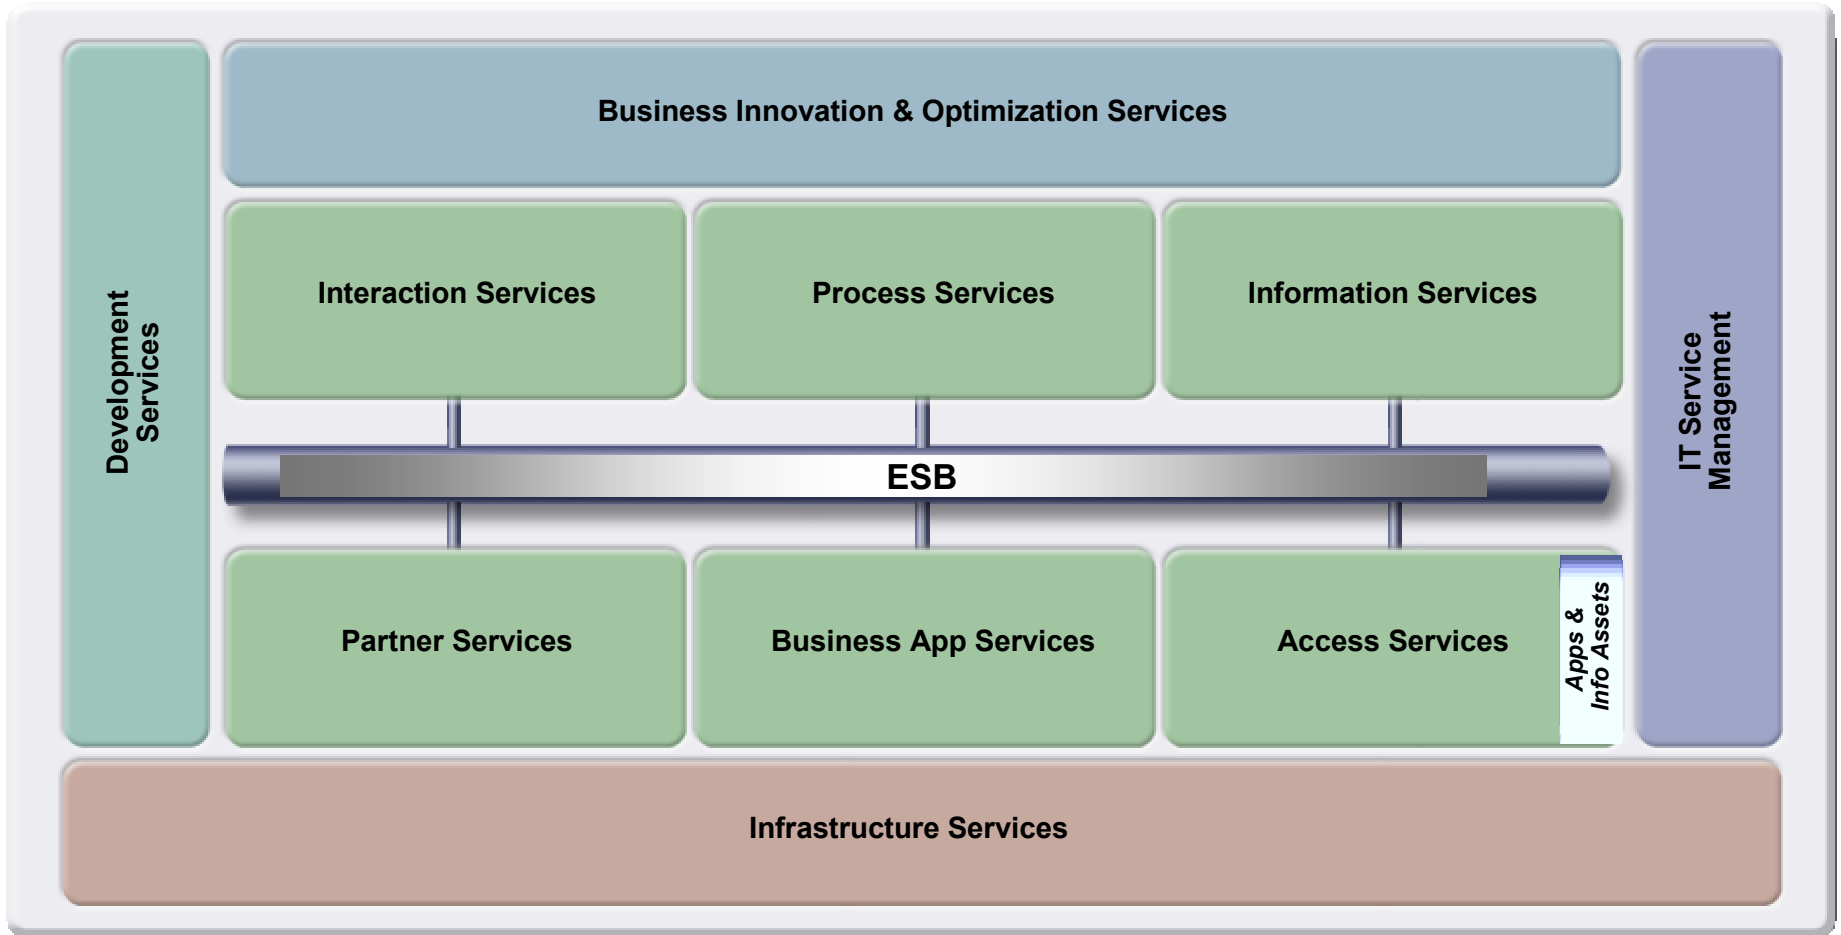 Business Innovation & Optimization Services
Development
Services
Interaction Services
Process Services
Information Services
IT Service
Management
ESB
Partner Services
Business App Services
Access Services
Apps &
Info Assets
Infrastructure Services